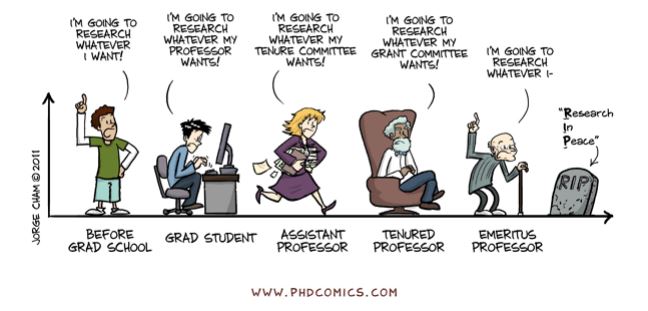 I'M GOING TO
RESEARCH
WHATEVER
I WANT!
I'M GOING TO
RESEARCH
WHATEVER MY
PROFESSOR
WANTS!
I'M GOING TO
RESEARCH
WHATEVER MY
TENURE COMMITTEE
WANTS!
I'M GOING TO
RESEARCH
WHATEVER MY
GRANT COMMITTEE
WANTS!
I'M GOING TO
RESEARCH
WHATEVER I-
"Research
In
Peace"
RIP
JORGE CHAM © 2011
BEFORE
GRAD SCHOOL
GRAD STUDENT
ASSISTANT
PROFESSOR
TENURED
PROFESSOR
EMERITUS
PROFESSOR
WWW.PHDCOMICS.COM